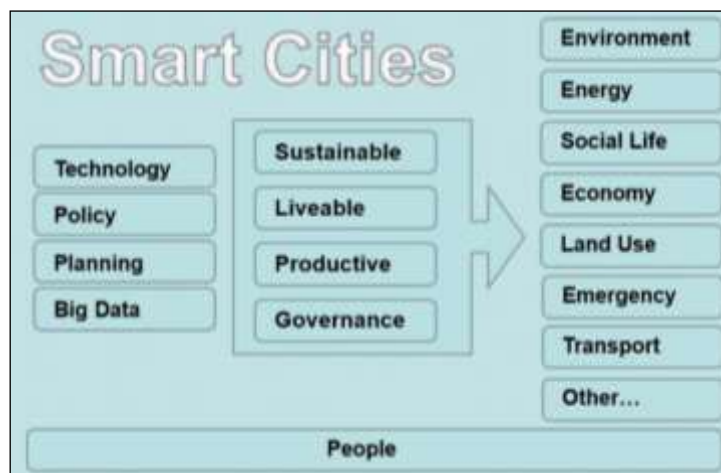 Smart Cities
Technology
Policy
Planning
Big Data
Sustainable
Liveable
Productive
Governance
Environment
Energy
Social Life
Economy
Land Use
Emergency
Transport
Other...
People